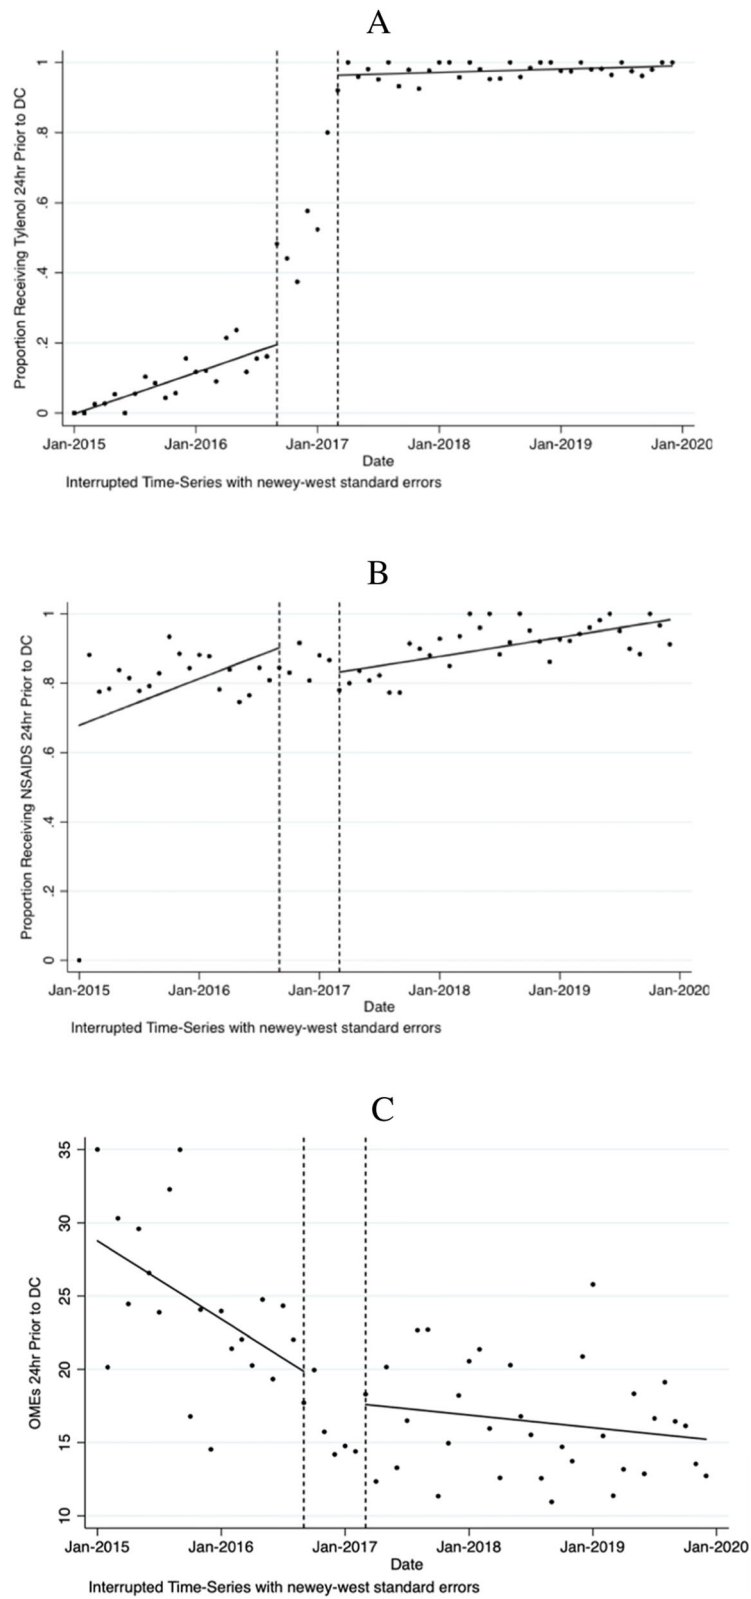 A
Proportion Receiving Tylenol 24hr Prior to DC
1
.8
.6
.4
.2
0
Jan-2015 Jan-2016 Jan-2017 Jan-2018 Jan-2019 Jan-2020
Date
Interrupted Time-Series with newey-west standard errors
B
Proportion Receiving NSAIDS 24hr Prior to DC
1
.8
.6
.4
.2
0
Jan-2015 Jan-2016 Jan-2017 Jan-2018 Jan-2019 Jan-2020
Date
Interrupted Time-Series with newey-west standard errors
C
OMEs 24hr Prior to DC
35
30
25
20
15
10
Jan-2015 Jan-2016 Jan-2017 Jan-2018 Jan-2019 Jan-2020
Date
Interrupted Time-Series with newey-west standard errors